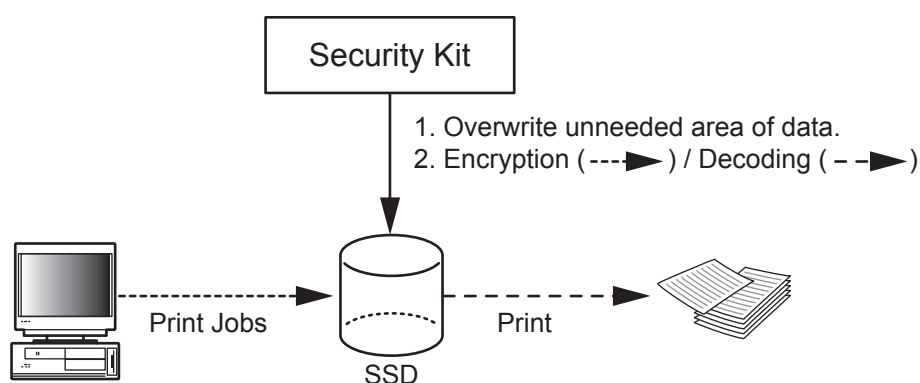 Security Kit
1. Overwrite unneeded area of data.
2. Encryption ( ) / Decoding ( )
Print Jobs
Print
SSD